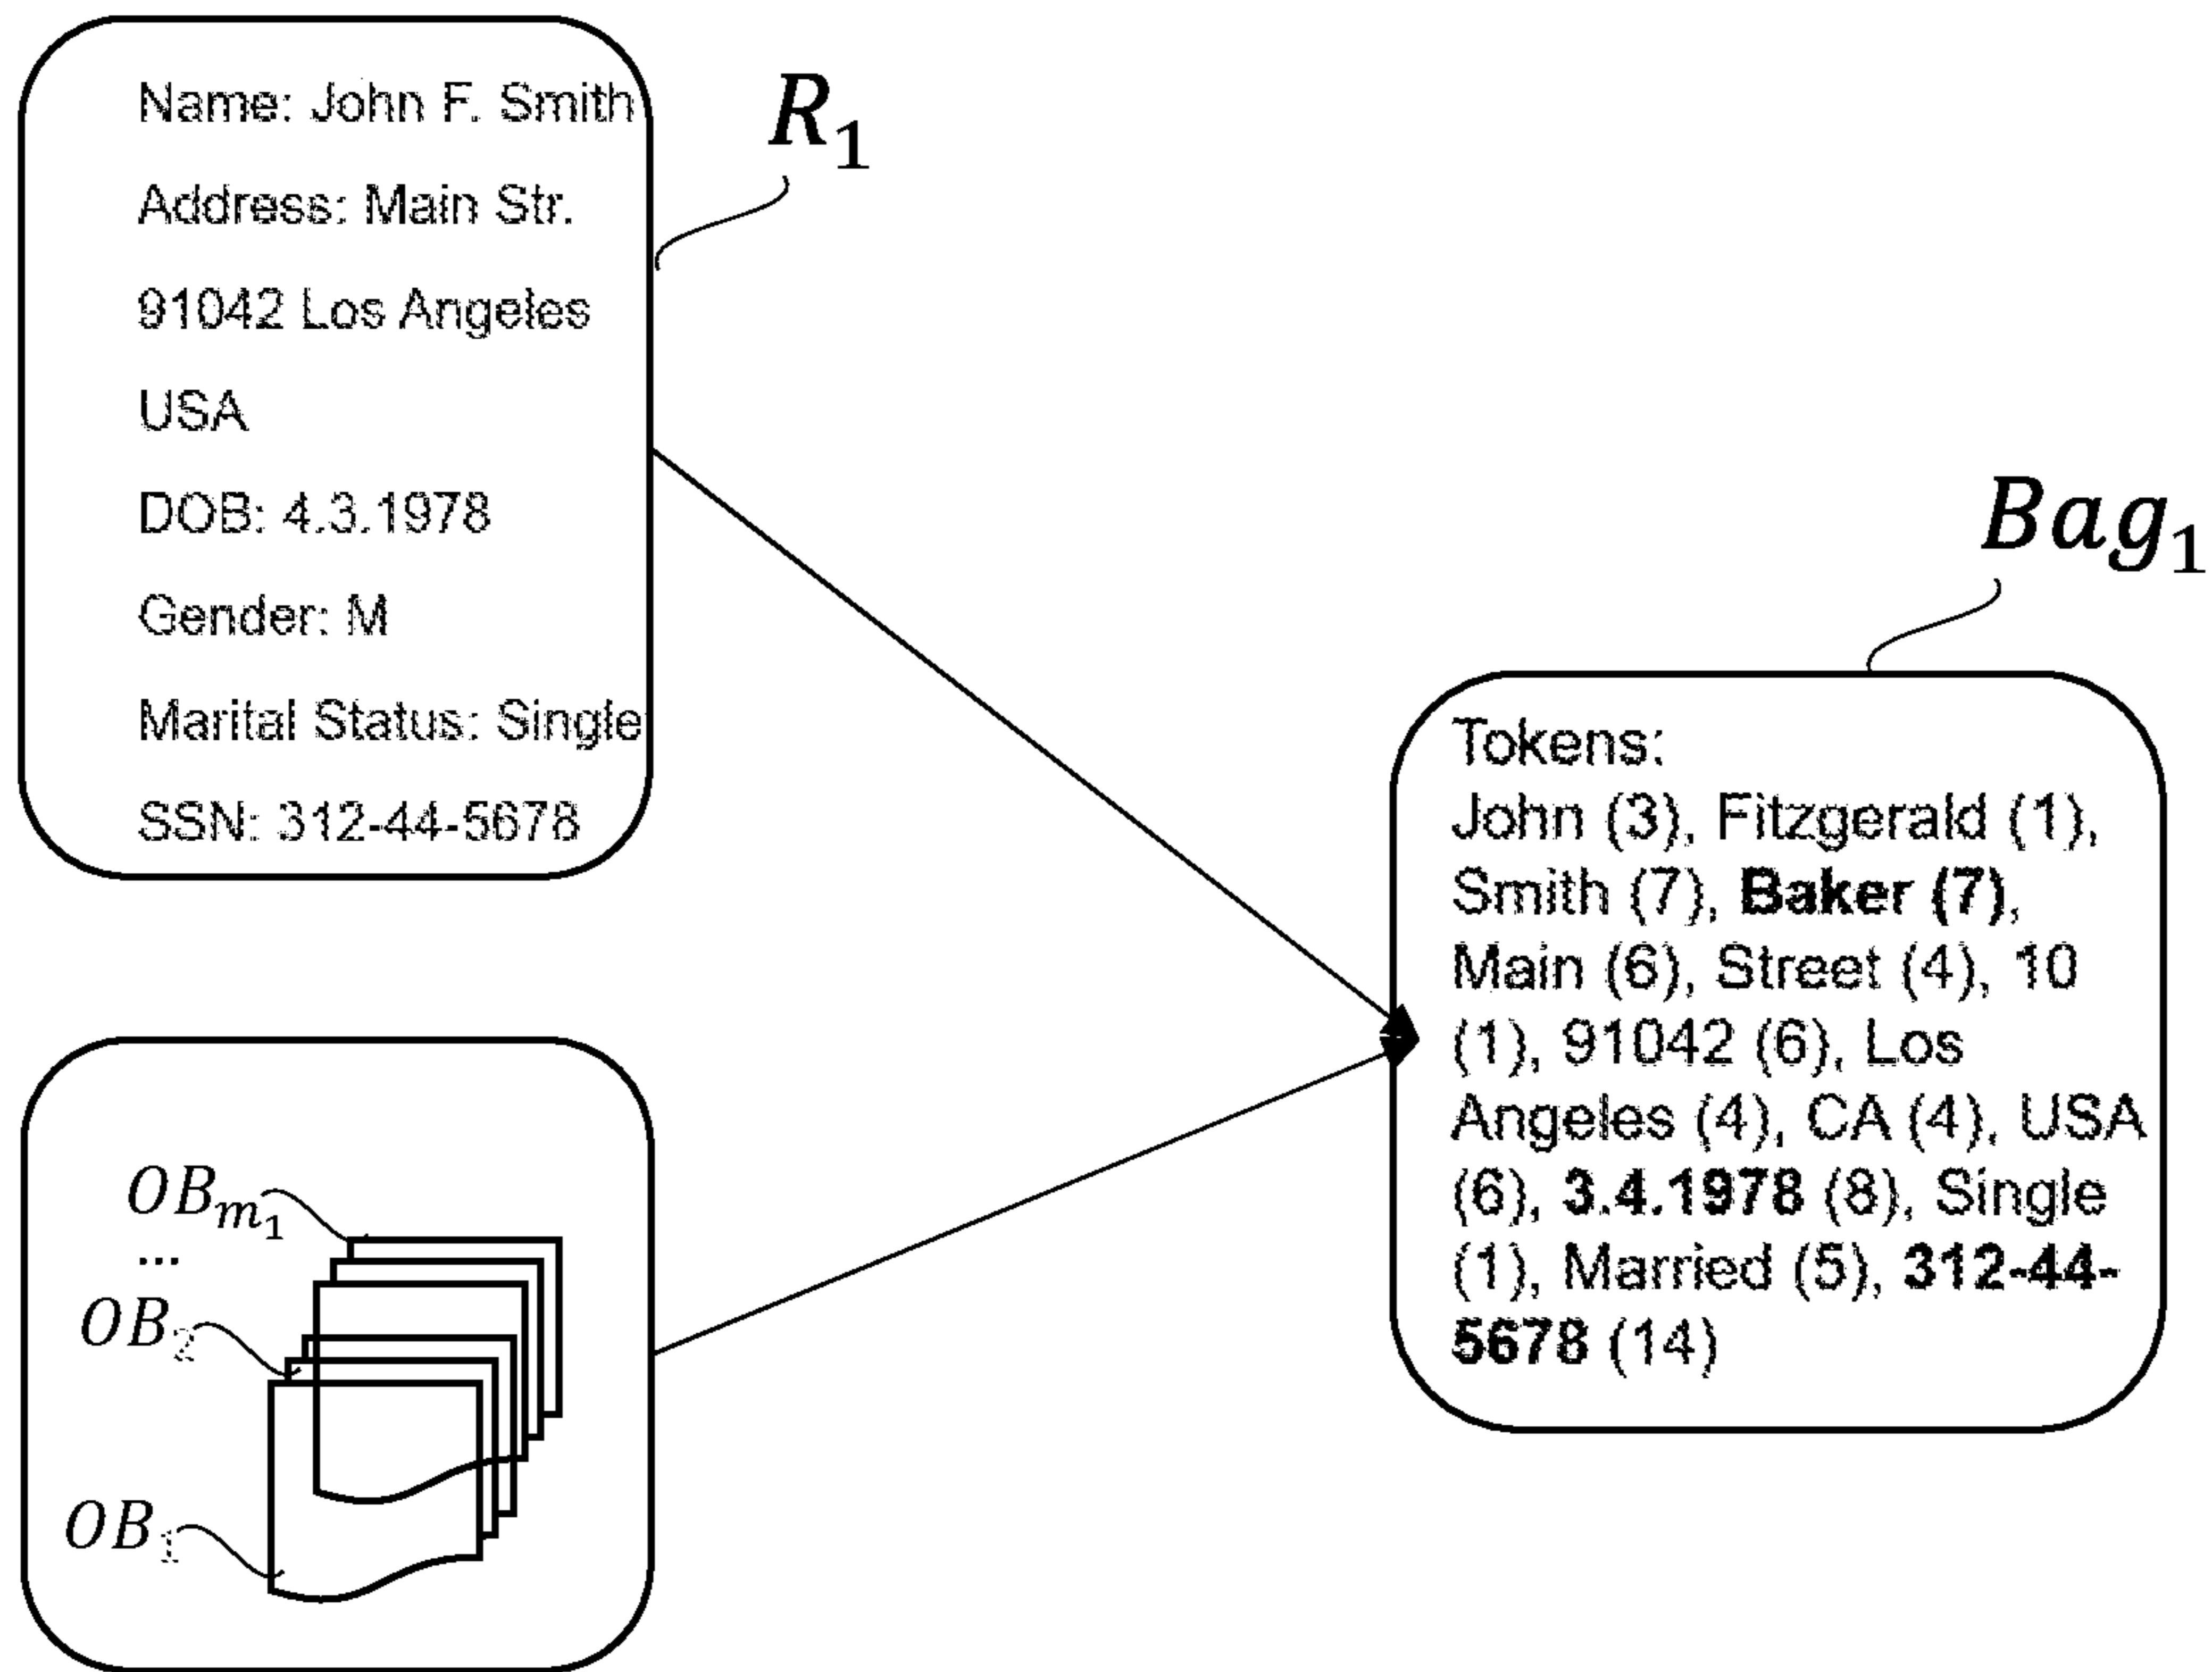 Name: John F. Smith
Address: Main Str.
91042 Los Angeles
USA
DOB: 4.3.1978
Gender: M
Marital Status: Single
SSN: 312-44-5678
R₁
Bag₁
Tokens:
John (3), Fitzgerald (1),
Smith (7), Baker (7),
Main (6), Street (4), 10
(1), 91042 (6), Los
Angeles (4), CA (4), USA
(6), 3.4.1978 (8), Single
(1), Married (5), 312-44-
5678 (14)
OBm₁
...
OB₂
OB₁